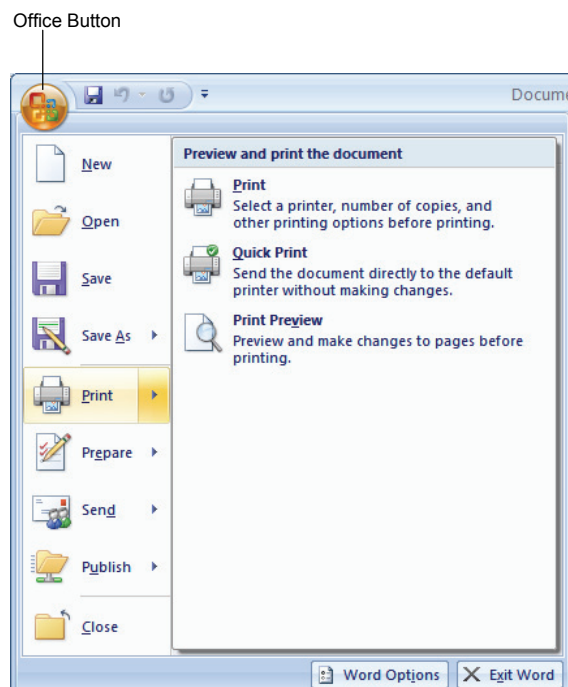 Office Button
Docume
New
Open
Save
Save As
Print
Prepare
Send
Publish
Close
Preview and print the document
Print
Select a printer, number of copies, and
other printing options before printing.
Quick Print
Send the document directly to the default
printer without making changes.
Print Preview
Preview and make changes to pages before
printing.
Word Options
Exit Word